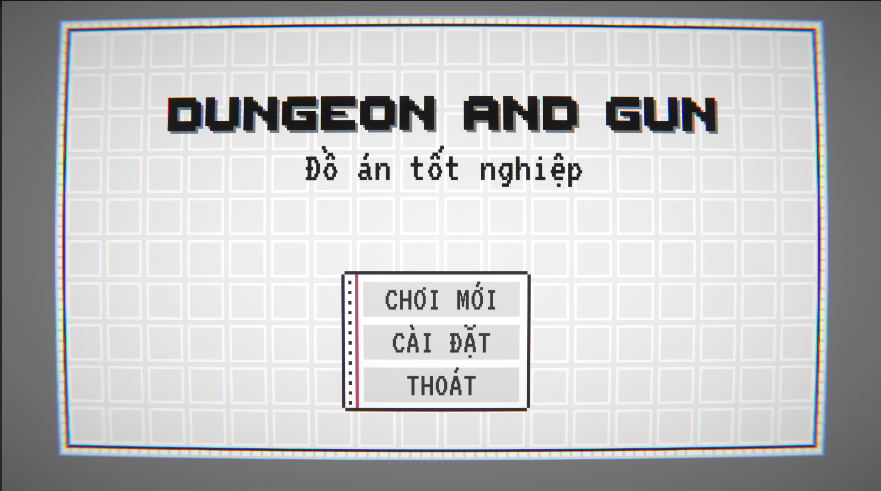 DUNGEON AND GUN
Đồ án tốt nghiệp
CHƠI MỚI
CÀI ĐẶT
THOÁT